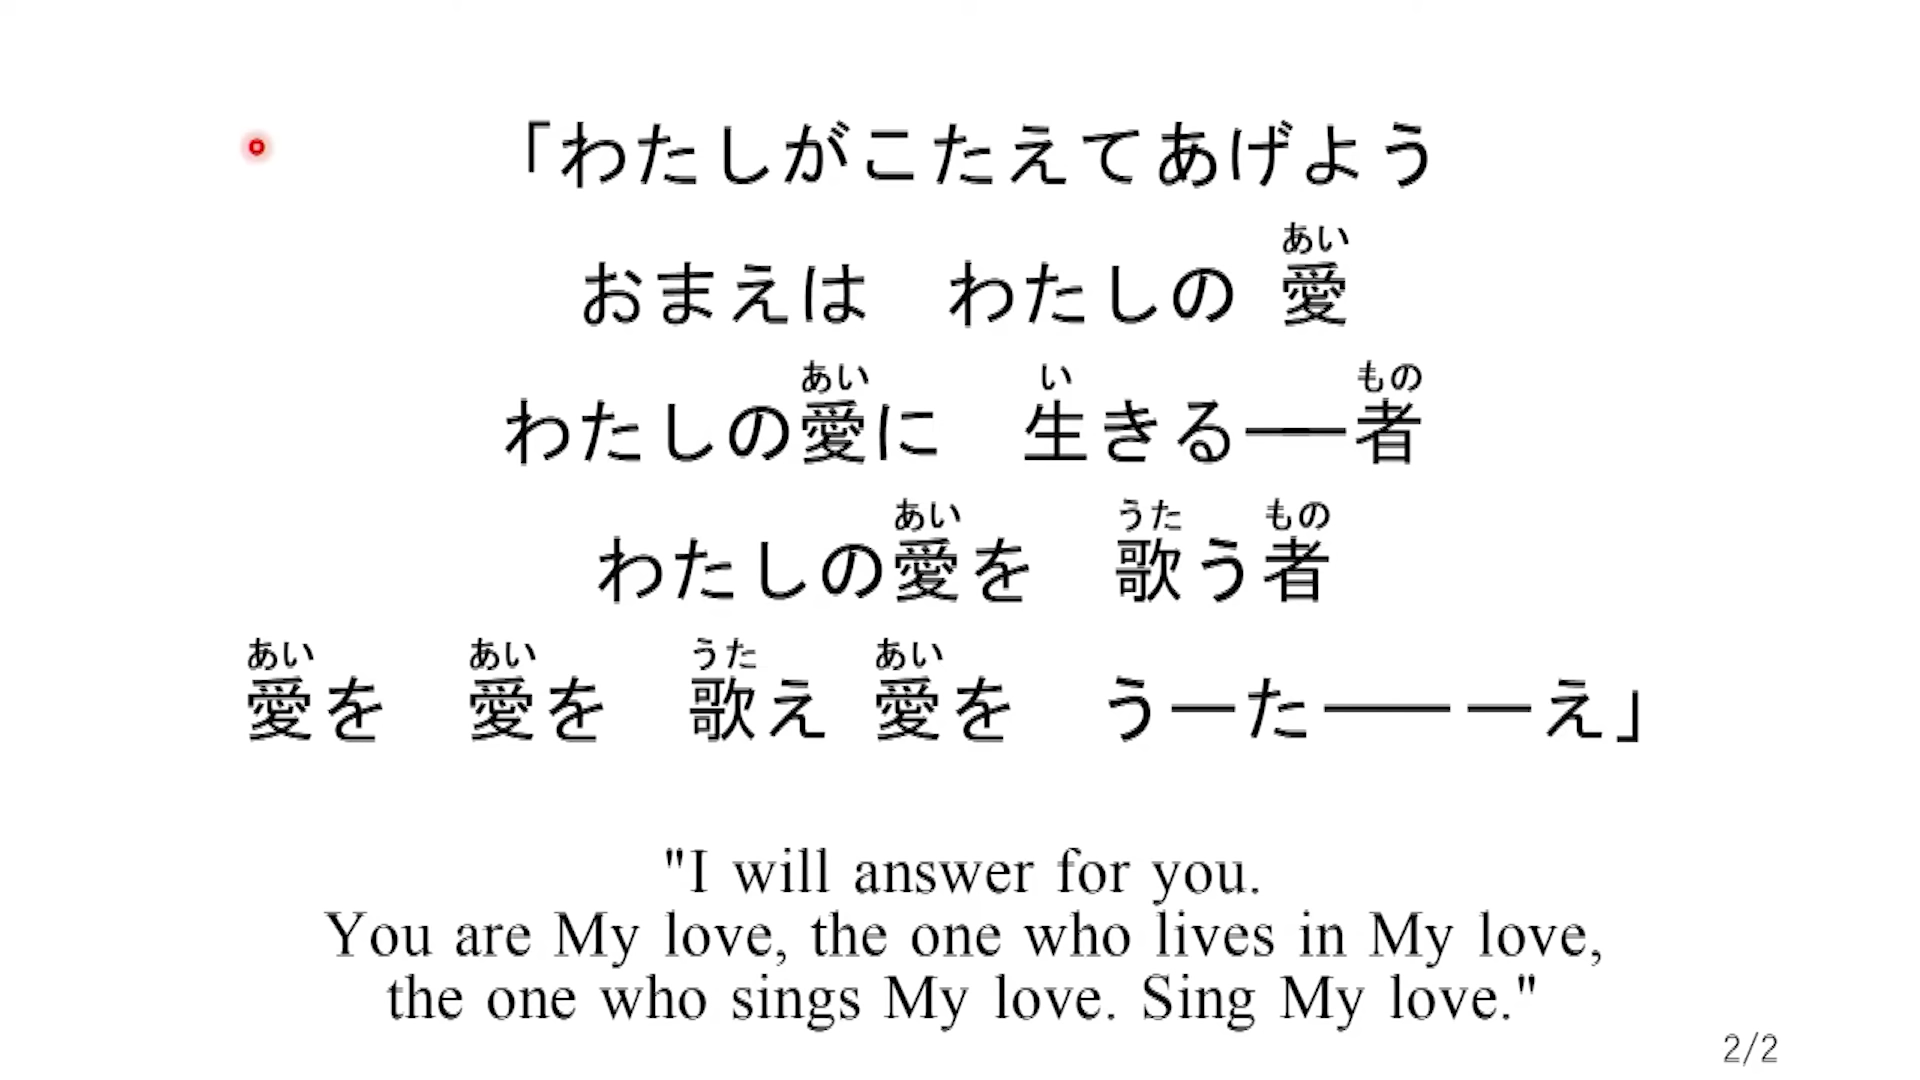 「わたしがこたえてあげよう
あい
おまえは　わたしの 愛
あい い もの
わたしの愛に　生きる──者
あい うた もの
わたしの愛を　歌う者
あい あい うた あい
愛を　愛を　歌え 愛を　うーた───ーえ」
"I will answer for you.
You are My love, the one who lives in My love,
the one who sings My love. Sing My love."
2/2